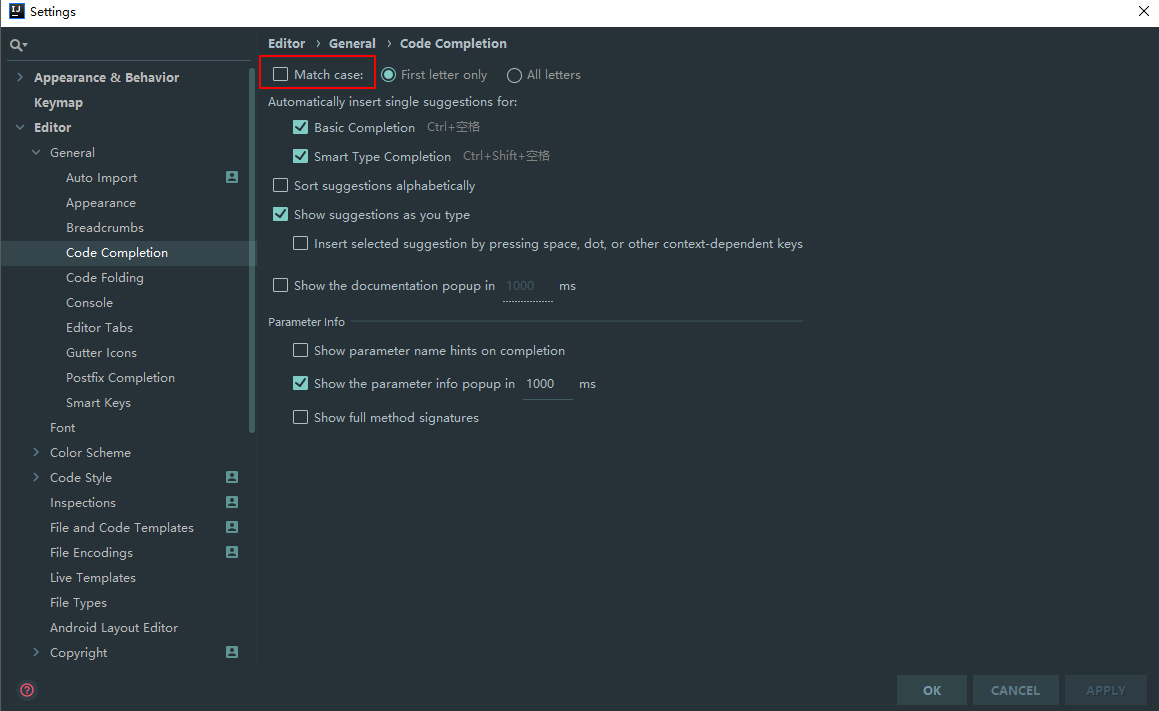 Settings
Editor › General › Code Completion
Appearance & Behavior
Keymap
Editor
General
Auto Import
Appearance
Breadcrumbs
Code Completion
Code Folding
Console
Editor Tabs
Gutter Icons
Postfix Completion
Smart Keys
Font
Color Scheme
Code Style
Inspections
File and Code Templates
File Encodings
Live Templates
File Types
Android Layout Editor
Copyright
Match case: First letter only All letters
Automatically insert single suggestions for:
Basic Completion Ctrl+空格
Smart Type Completion Ctrl+Shift+空格
Sort suggestions alphabetically
Show suggestions as you type
Insert selected suggestion by pressing space, dot, or other context-dependent keys
Show the documentation popup in 1000 ms
Parameter Info
Show parameter name hints on completion
Show the parameter info popup in 1000 ms
Show full method signatures
OK CANCEL APPLY